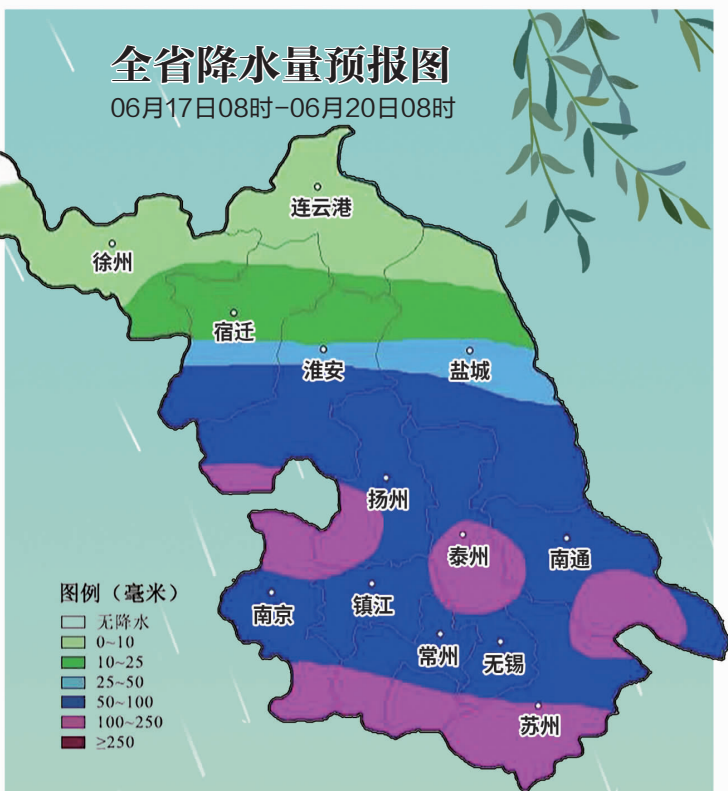 全省降水量预报图
06月17日08时-06月20日08时
连云港
徐州
宿迁
淮安
盐城
扬州
泰州
南通
南京
镇江
常州
无锡
苏州
图例（毫米）
无降水
0~10
10~25
25~50
50~100
100~250
≥250